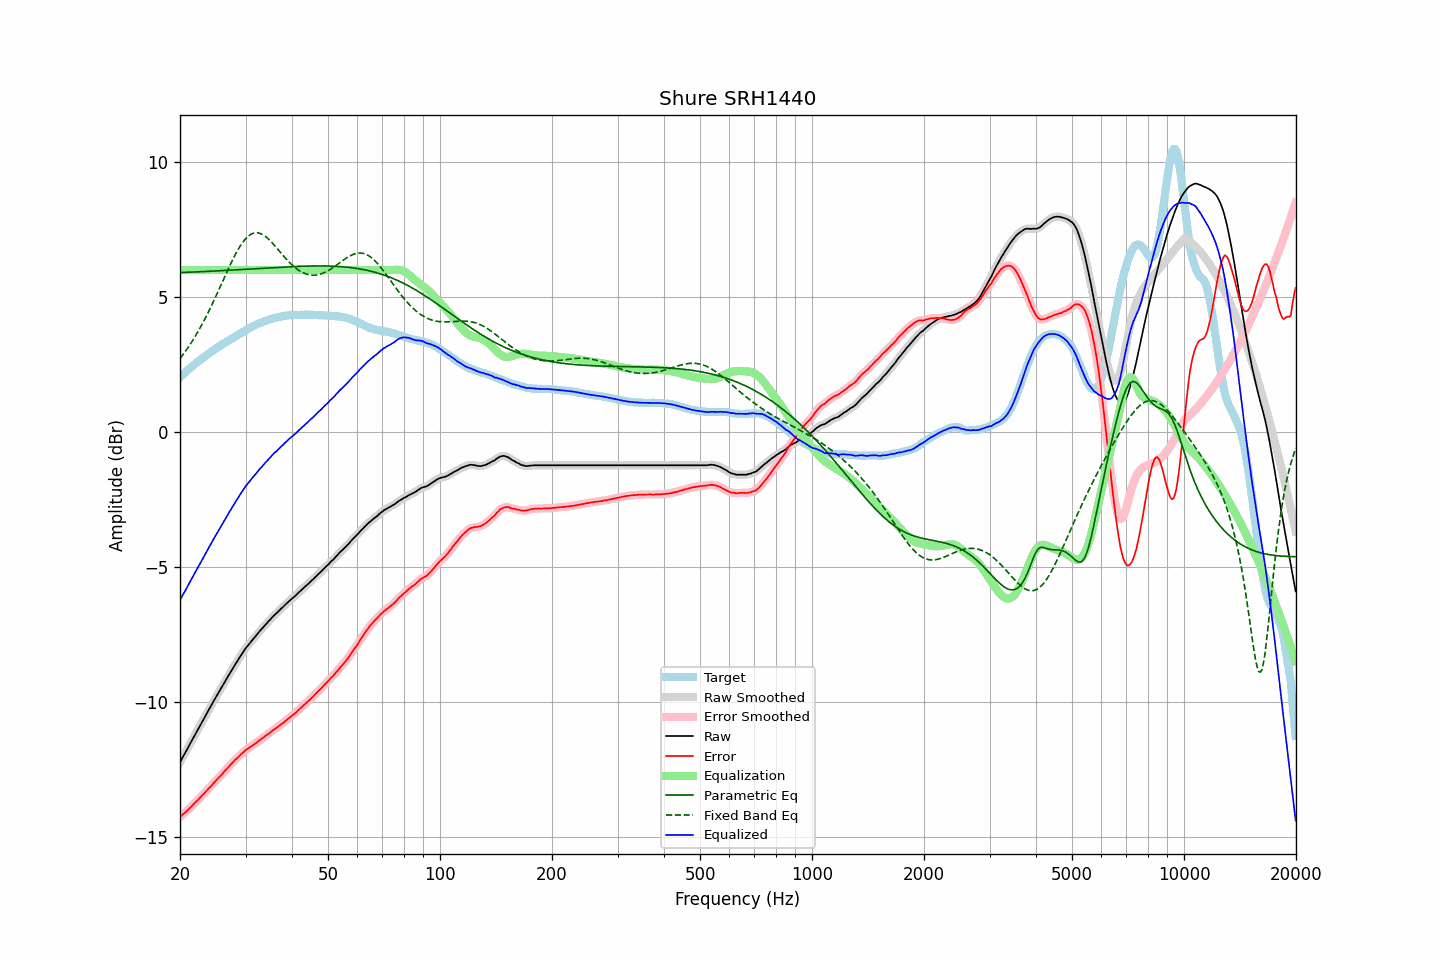 Shure SRH1440
Amplitude (dBr)
10
5
0
−5
−10
−15
Target
Raw Smoothed
Error Smoothed
Raw
Error
Equalization
Parametric Eq
Fixed Band Eq
Equalized
20 50 100 200 500 1000 2000 5000 10000 20000
Frequency (Hz)